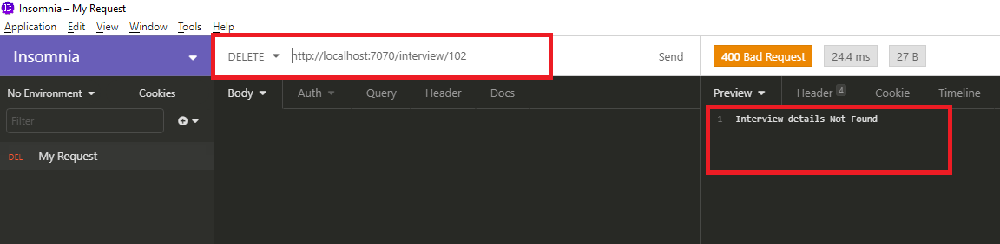 Insomnia – My Request
Application Edit View Window Tools Help
Insomnia DELETE http://localhost:7070/interview/102 Send 400 Bad Request 24.4 ms 27 B
No Environment Cookies Body Auth Query Header Docs Preview Header 4 Cookie Timeline
Filter 1 Interview details Not Found
DEL My Request